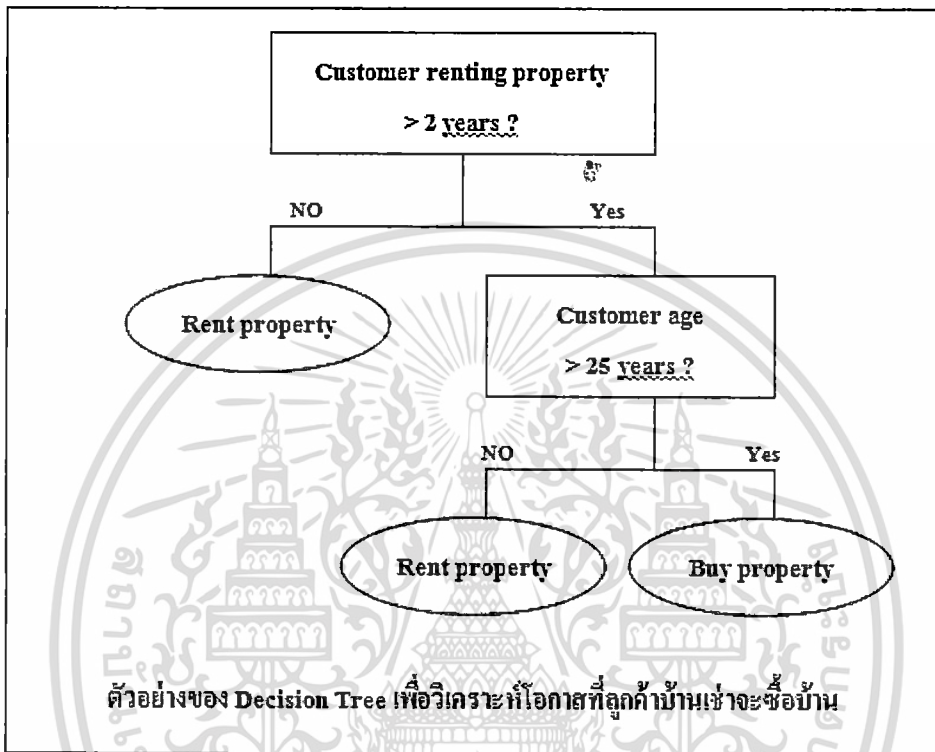 Customer renting property
> 2 years ?
NO
Yes
Rent property
Customer age
> 25 years ?
NO
Yes
Rent property
Buy property
ตัวอย่างของ Decision Tree เพื่อวิเคราะห์โอกาสที่ลูกค้าบ้านเช่าจะซื้อบ้าน